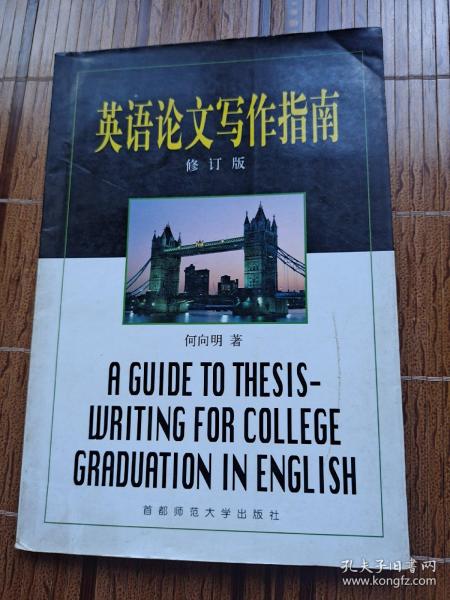 英语论文写作指南
修订版
何向明 著
A GUIDE TO THESIS-
WRITING FOR COLLEGE
GRADUATION IN ENGLISH
首都师范大学出版社
孔夫子旧书网
www.kongfz.com